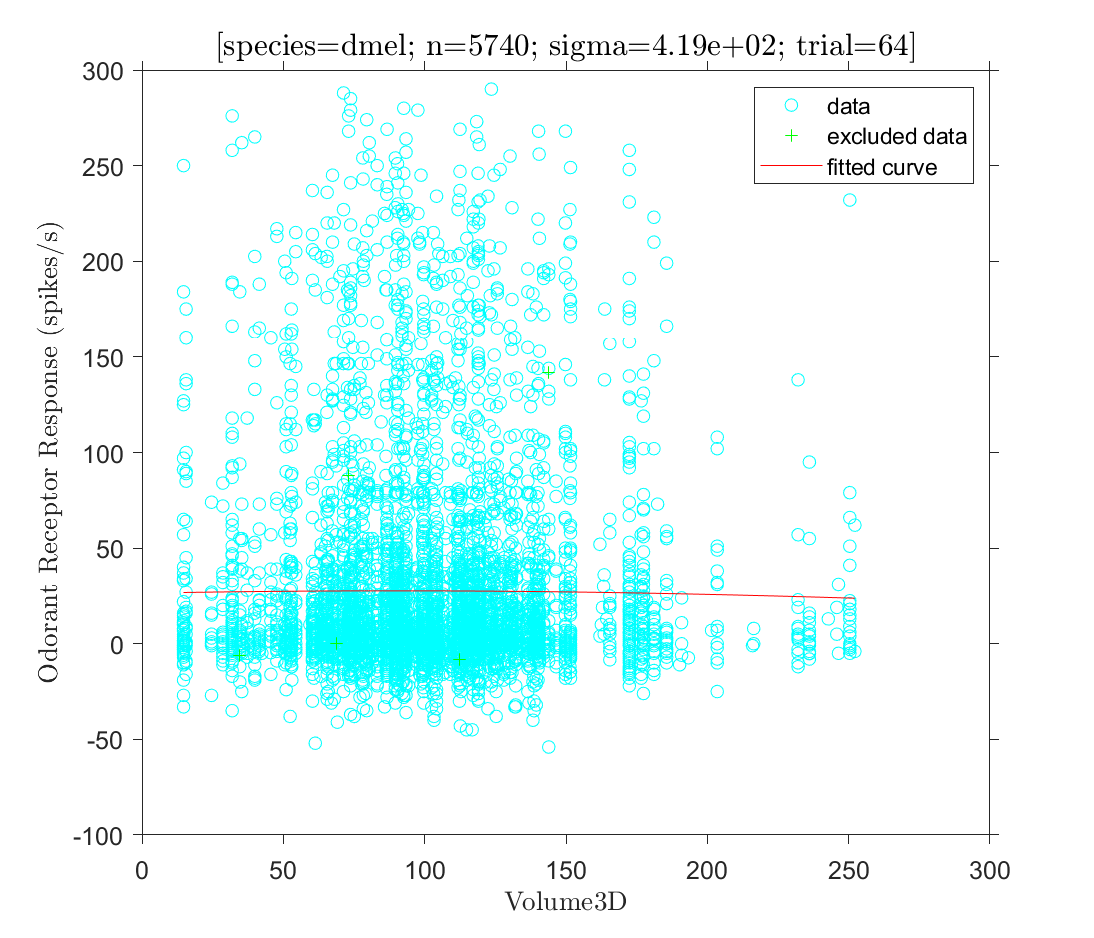 [species=dmel; n=5740; sigma=4.19e+02; trial=64]
300
250
200
150
100
50
0
-50
-100
Odorant Receptor Response (spikes/s)
data
excluded data
fitted curve
0 50 100 150 200 250 300
Volume3D